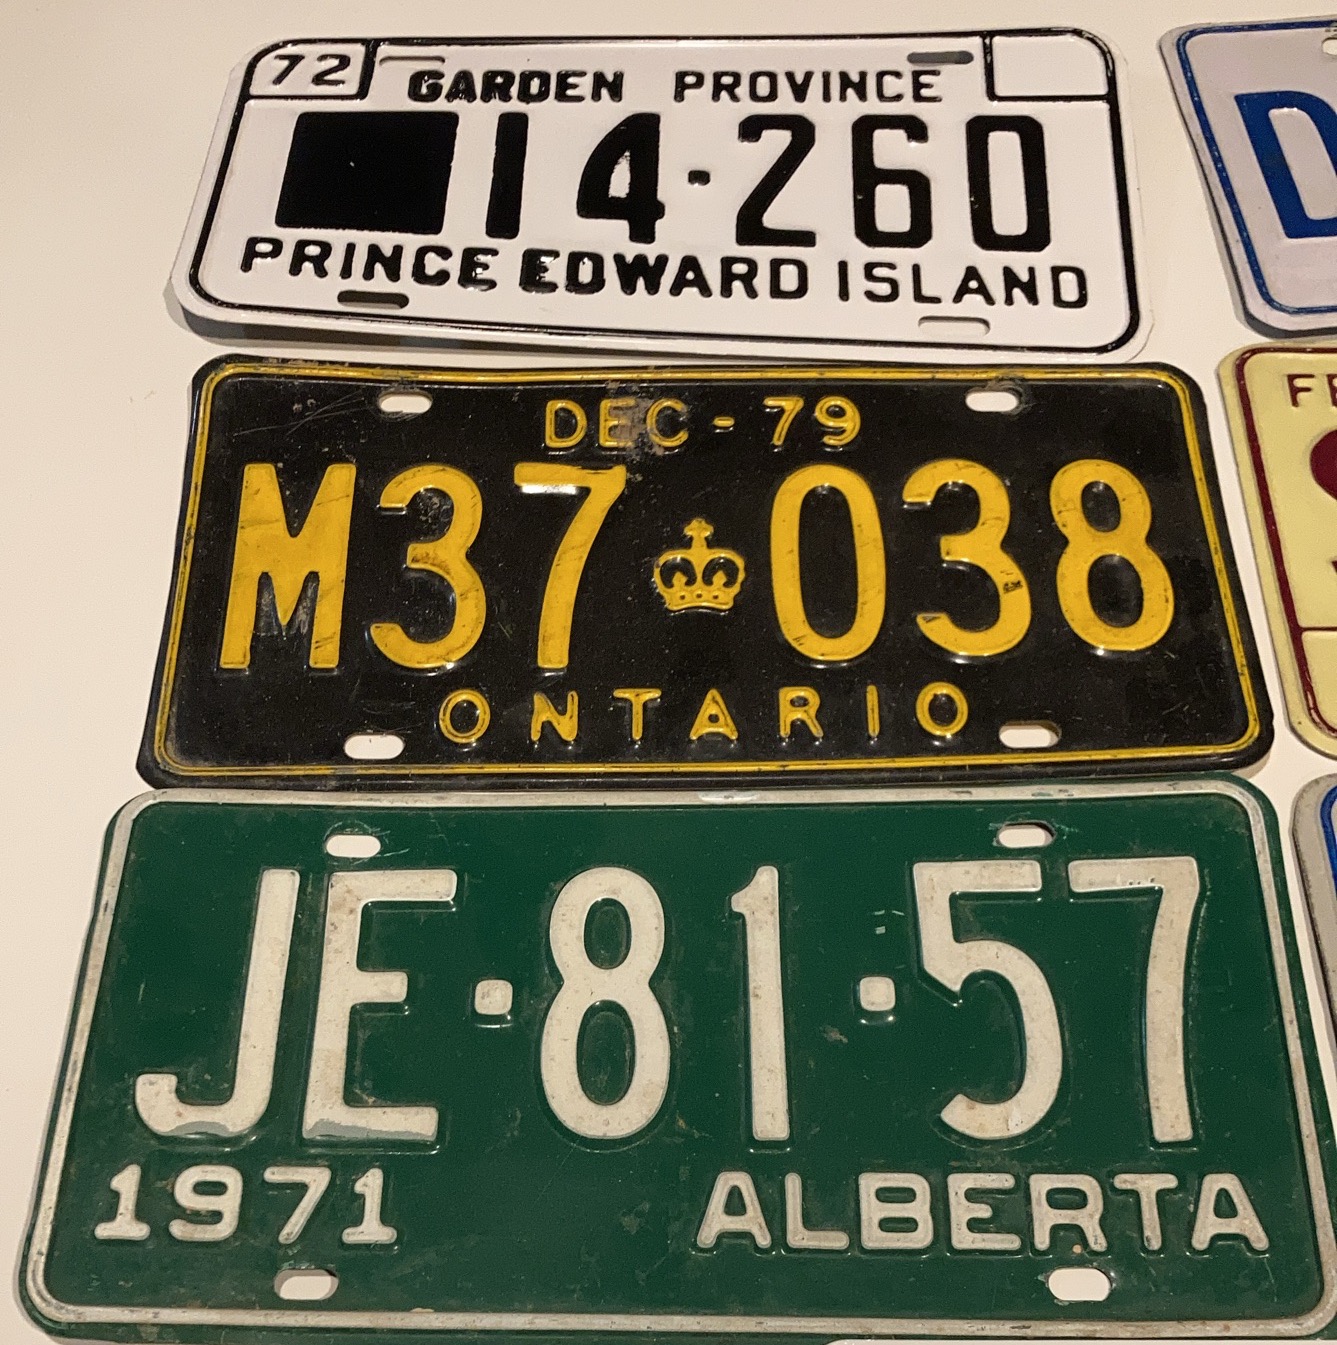 72
GARDEN PROVINCE
14·260
PRINCE EDWARD ISLAND
DEC - 79
M37 038
ONTARIO
JE·81·57
1971 ALBERTA
D